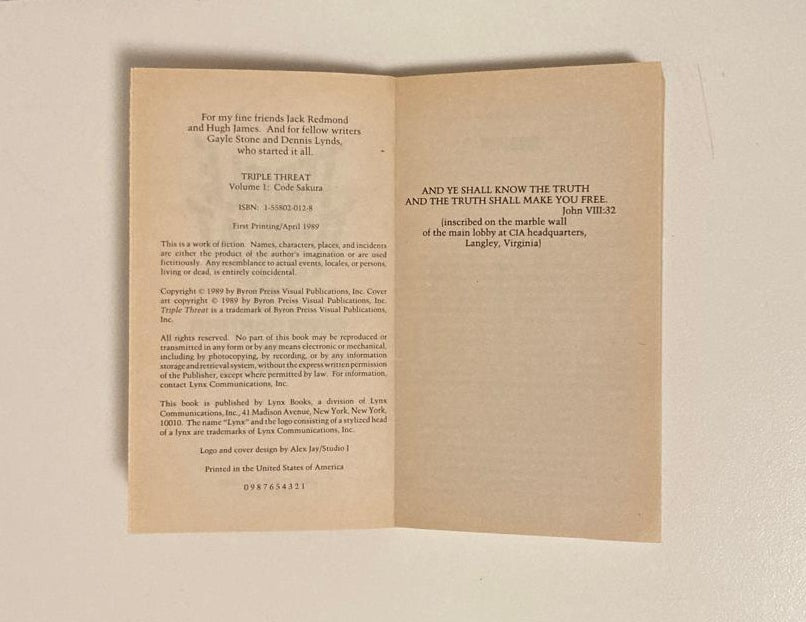 For my fine friends Jack Redmond
and Hugh James. And for fellow writers
Gayle Stone and Dennis Lynds,
who started it all.
TRIPLE THREAT
Volume 1: Code Sakura
ISBN: 1-55802-012-8
First Printing/April 1989
This is a work of fiction. Names, characters, places, and incidents
are either the product of the author's imagination or are used
fictitiously. Any resemblance to actual events, locales, or persons,
living or dead, is entirely coincidental.
Copyright © 1989 by Byron Preiss Visual Publications, Inc. Cover
art copyright © 1989 by Byron Preiss Visual Publications, Inc.
Triple Threat is a trademark of Byron Preiss Visual Publications,
Inc.
All rights reserved. No part of this book may be reproduced or
transmitted in any form or by any means electronic or mechanical,
including by photocopying, by recording, or by any information
storage and retrieval system, without the express written permission
of the Publisher, except where permitted by law. For information,
contact Lynx Communications, Inc.
This book is published by Lynx Books, a division of Lynx
Communications, Inc., 41 Madison Avenue, New York, New York,
10010. The name "Lynx" and the logo consisting of a stylized head
of a lynx are trademarks of Lynx Communications, Inc.
Logo and cover design by Alex Jay/Studio J
Printed in the United States of America
0 9 8 7 6 5 4 3 2 1
AND YE SHALL KNOW THE TRUTH
AND THE TRUTH SHALL MAKE YOU FREE.
John VIII:32
(inscribed on the marble wall
of the main lobby at CIA headquarters,
Langley, Virginia)